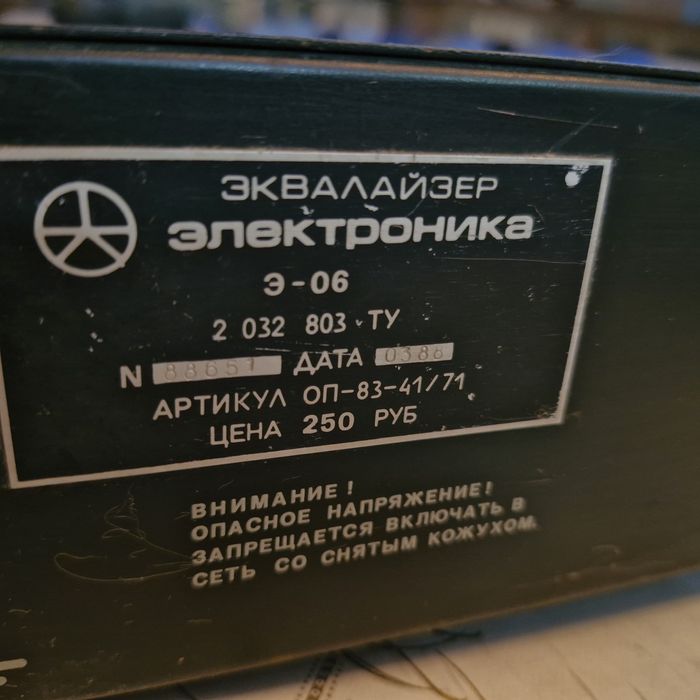 ЭКВАЛАЙЗЕР
электроника
Э-06
2 032 803 ТУ
N 88651 ДАТА 0388
АРТИКУЛ ОП-83-41/71
ЦЕНА 250 РУБ
ВНИМАНИЕ!
ОПАСНОЕ НАПРЯЖЕНИЕ!
ЗАПРЕЩАЕТСЯ ВКЛЮЧАТЬ В
СЕТЬ СО СНЯТЫМ КОЖУХОМ.